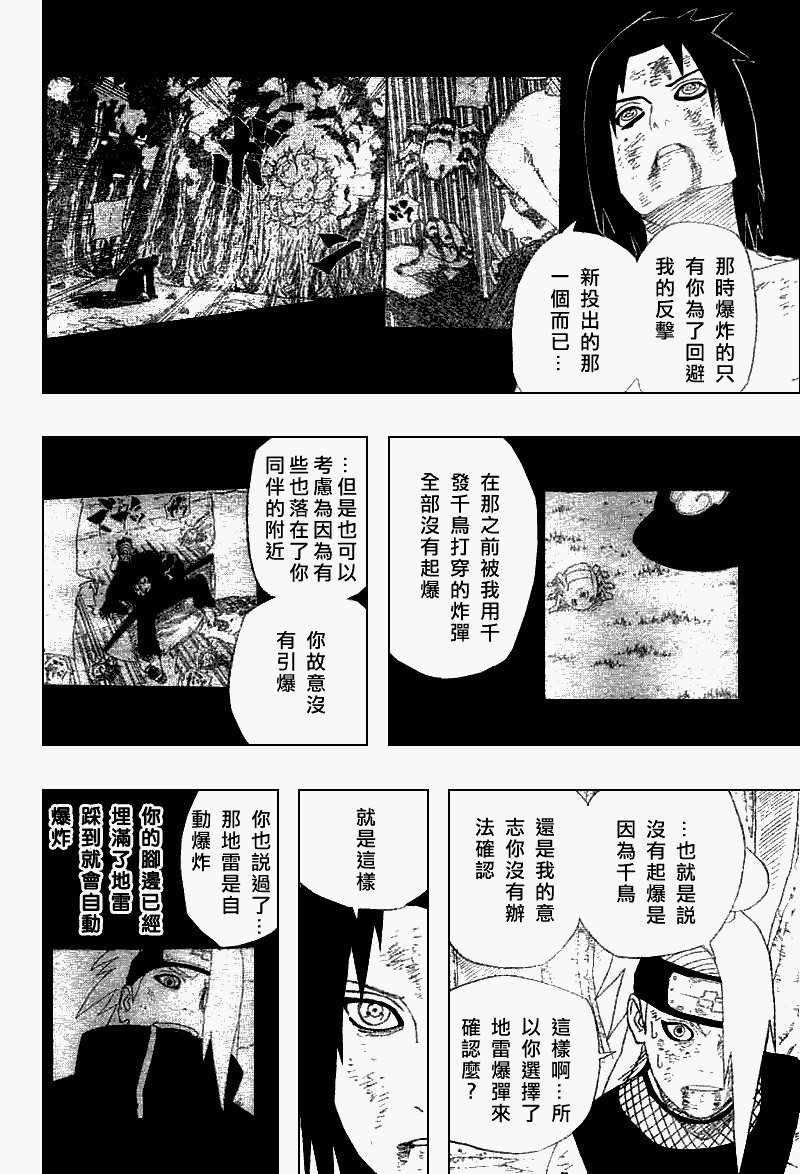 那時爆炸的只
有你為了回避
我的反擊
新投出的那
一個而已…
在那之前被我用千
發千鳥打穿的炸彈
全部沒有起爆
…但是也可以
考慮為因為有
些也落在了你
同伴的附近
你故意沒
有引爆
…也就是說
沒有起爆是
因為千鳥
還是我的意
志你沒有辦
法確認
這樣啊…所
以你選擇了
地雷爆彈來
確認麼？
就是這樣
你也說過了…
那地雷是自
動爆炸
你的腳邊已經
埋滿了地雷
踩到就會自動
爆炸